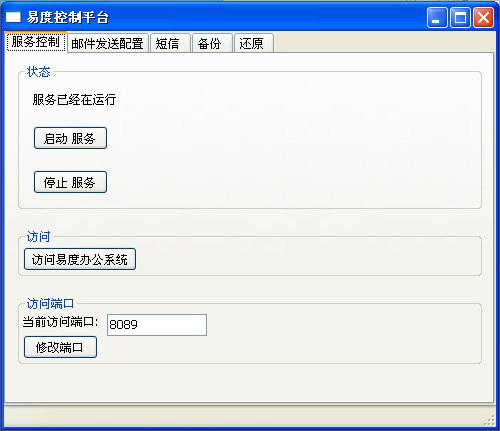 易度控制平台
服务控制 邮件发送配置 短信 备份 还原
状态
服务已经在运行
启动 服务
停止 服务
访问
访问易度办公系统
访问端口
当前访问端口: 8089
修改端口